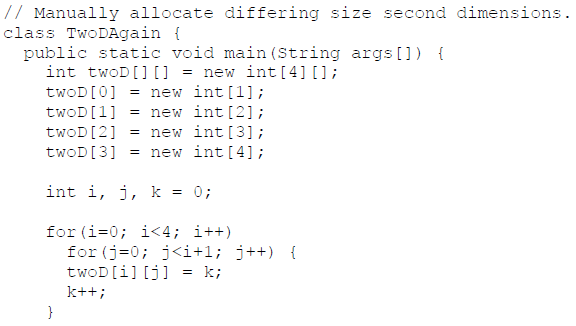 // Manually allocate differing size second dimensions.
class TwoDAgain {
  public static void main(String args[]) {
    int twoD[][] = new int[4][];
    twoD[0] = new int[1];
    twoD[1] = new int[2];
    twoD[2] = new int[3];
    twoD[3] = new int[4];

    int i, j, k = 0;

    for(i=0; i<4; i++)
      for(j=0; j<i+1; j++) {
      twoD[i][j] = k;
      k++;
    }